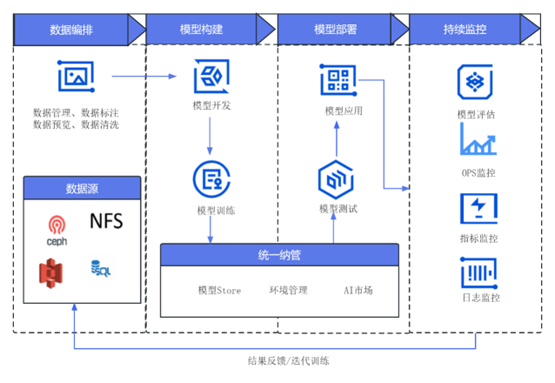 数据编排
模型构建
模型部署
持续监控
数据管理、数据标注
数据预览、数据清洗
数据源
ceph
NFS
SQL
模型开发
模型训练
模型应用
模型测试
统一纳管
模型Store
环境管理
AI市场
模型评估
OPS监控
指标监控
日志监控
结果反馈/迭代训练